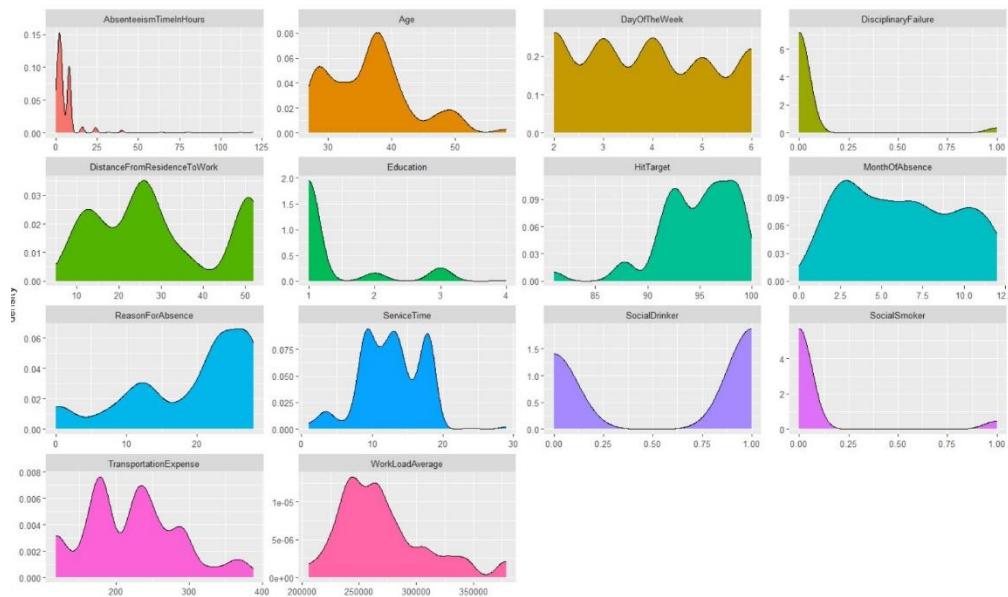 AbsenteeismTimeInHours
0.15
0.10
0.05
0.00
0 25 50 75 100 125
Age
0.08
0.06
0.04
0.02
0.00
30 40 50
DayOfTheWeek
0.2
0.1
0.0
2 3 4 5 6
DisciplinaryFailure
6
4
2
0
0.00 0.25 0.50 0.75 1.00
DistanceFromResidenceToWork
0.03
0.02
0.01
0.00
10 20 30 40 50
Education
2.0
1.5
1.0
0.5
0.0
1 2 3 4
HitTarget
0.09
0.06
0.03
0.00
85 90 95 100
MonthOfAbsence
0.09
0.06
0.03
0.00
0.0 2.5 5.0 7.5 10.0 12.5
density
ReasonForAbsence
0.06
0.04
0.02
0.00
0 10 20
ServiceTime
0.075
0.050
0.025
0.000
0 10 20 30
SocialDrinker
1.5
1.0
0.5
0.0
0.00 0.25 0.50 0.75 1.00
SocialSmoker
4
2
0
0.00 0.25 0.50 0.75 1.00
TransportationExpense
0.008
0.006
0.004
0.002
0.000
200 300 400
WorkLoadAverage
1e-05
5e-06
0e+00
200000 250000 300000 350000